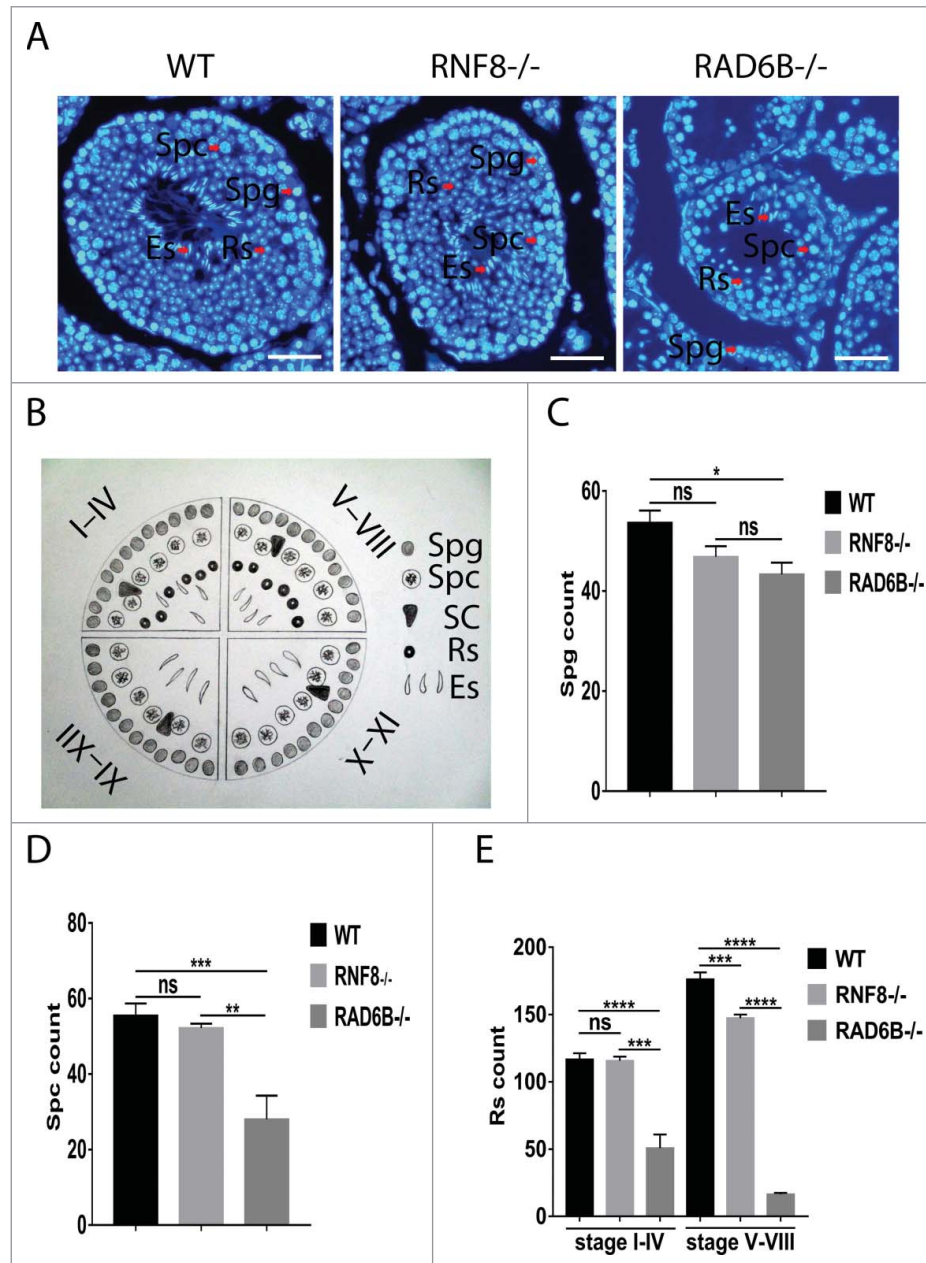 A
WT
RNF8-/-
RAD6B-/-
Spc
Spg
Es
Rs
Rs
Spg
Spc
Es
Es
Spc
Rs
Spg
B
I-IV
V-VIII
IX-XII
X-XI
Spg
Spc
SC
Rs
Es
C
Spg count
60
40
20
0
*
ns
ns
WT
RNF8-/-
RAD6B-/-
D
Spc count
80
60
40
20
0
***
ns
**
WT
RNF8-/-
RAD6B-/-
E
Rs count
200
150
100
50
0
****
ns
***
****
***
****
stage I-IV
stage V-VIII
WT
RNF8-/-
RAD6B-/-